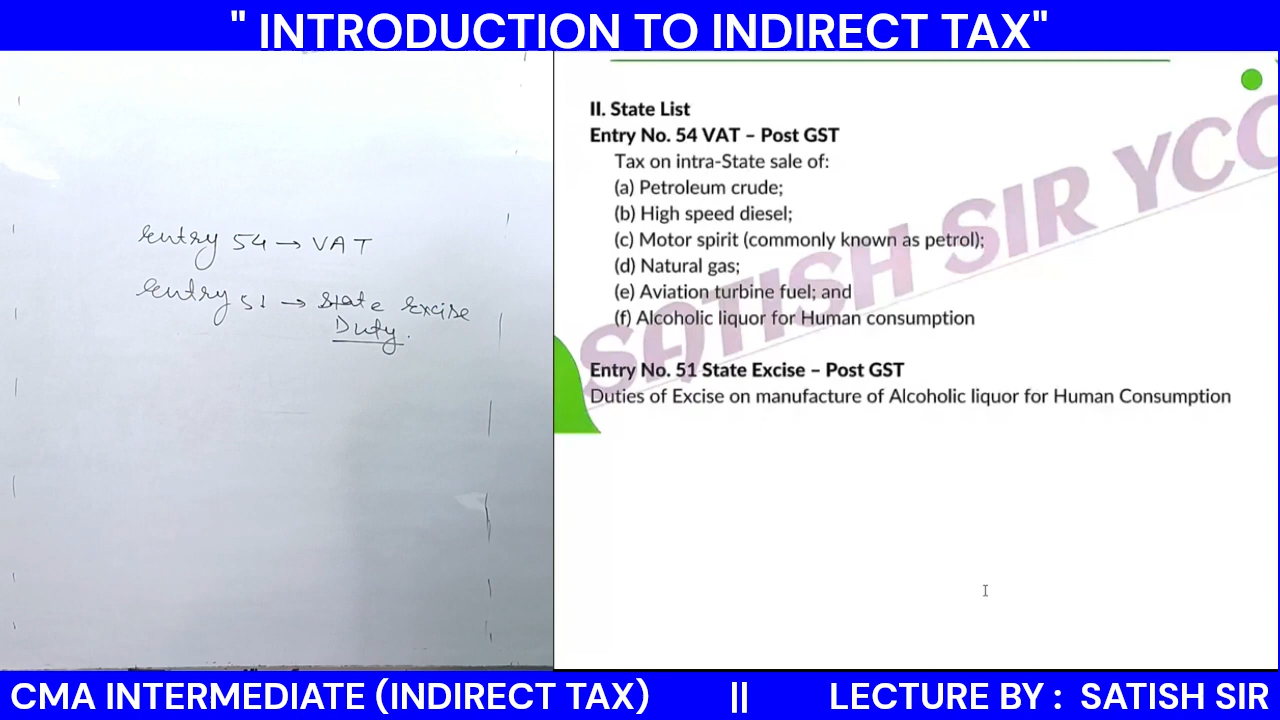 " INTRODUCTION TO INDIRECT TAX"
Entry 54 → VAT
Entry 51 → State Excise
Duty.
II. State List
Entry No. 54 VAT – Post GST
Tax on intra-State sale of:
(a) Petroleum crude;
(b) High speed diesel;
(c) Motor spirit (commonly known as petrol);
(d) Natural gas;
(e) Aviation turbine fuel; and
(f) Alcoholic liquor for Human consumption
Entry No. 51 State Excise – Post GST
Duties of Excise on manufacture of Alcoholic liquor for Human Consumption
SATISH SIR YCC
CMA INTERMEDIATE (INDIRECT TAX) || LECTURE BY : SATISH SIR